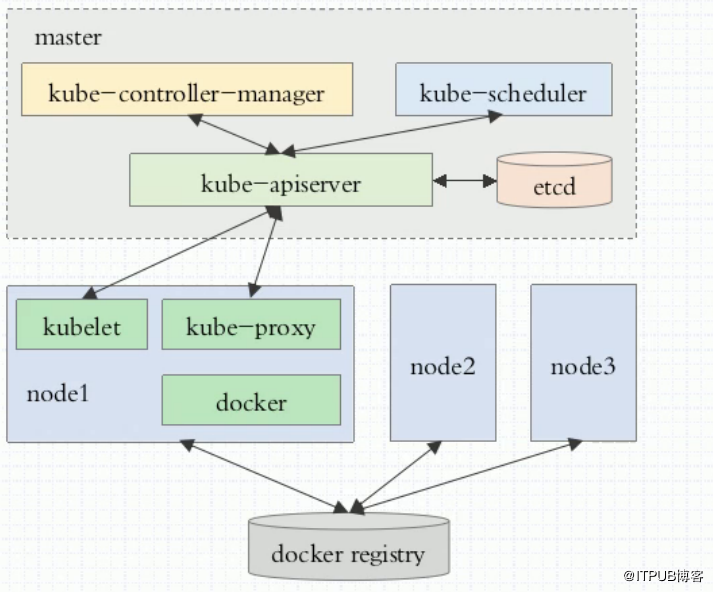 master
kube-controller-manager
kube-scheduler
kube-apiserver
etcd
kubelet
kube-proxy
node1
docker
node2
node3
docker registry
@ITPUB博客